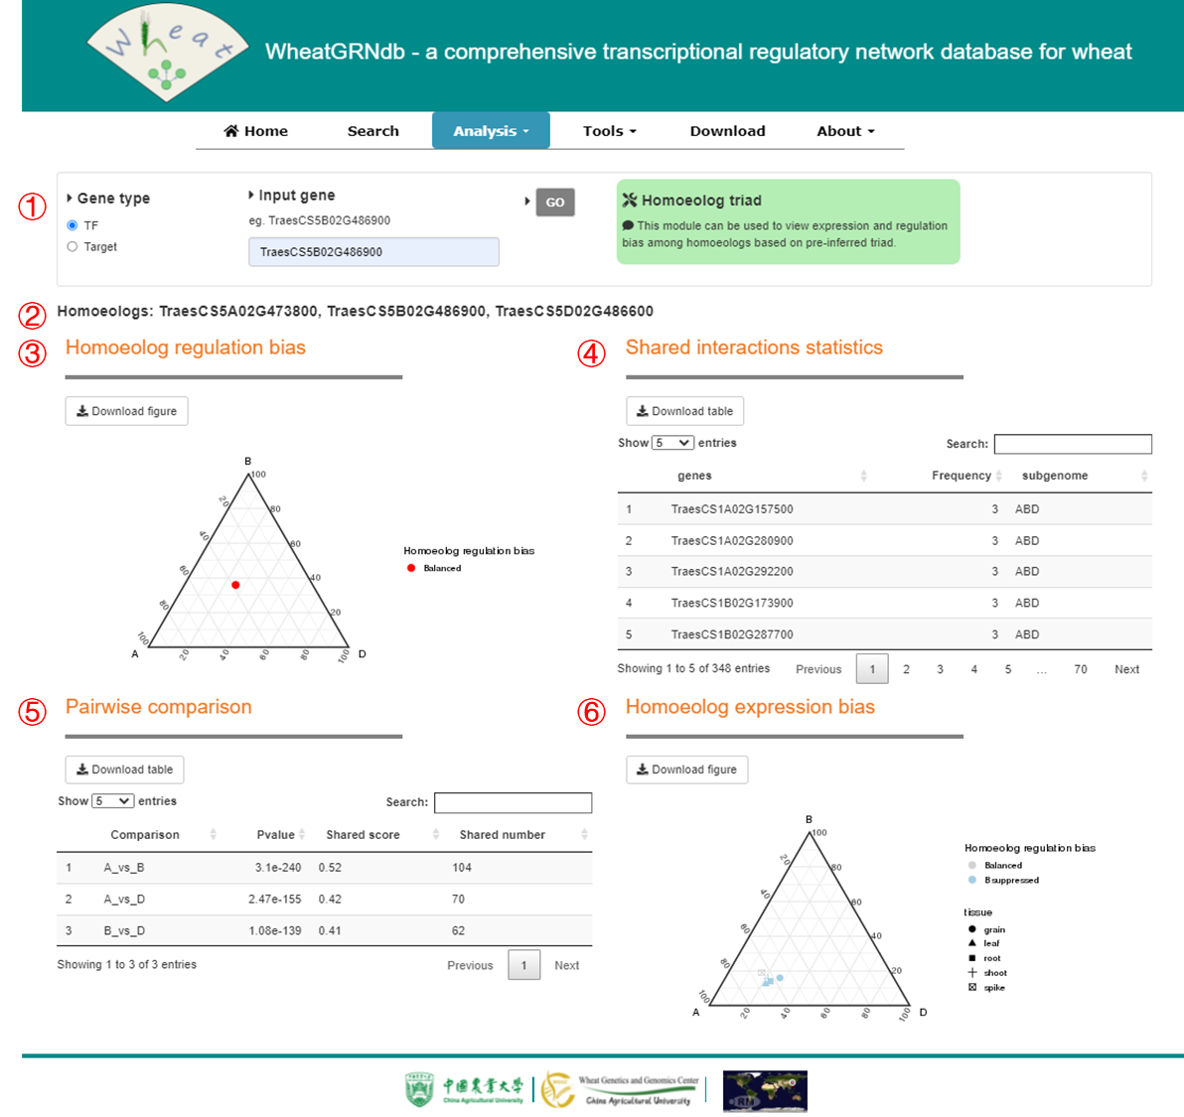 Wheat
WheatGRNdb - a comprehensive transcriptional regulatory network database for wheat
Home Search Analysis Tools Download About
① Gene type Input gene GO Homoeolog triad
TF eg. TraesCS5B02G486900 This module can be used to view expression and regulation
Target TraesCS5B02G486900 bias among homoeologs based on pre-inferred triad.
② Homoeologs: TraesCS5A02G473800, TraesCS5B02G486900, TraesCS5D02G486600
③ Homoeolog regulation bias
Download figure
B
100
20 80
40 60
60 40
80 20
100
A 20 40 60 80 100 D
Homoeolog regulation bias
Balanced
④ Shared interactions statistics
Download table
Show 5 entries Search:
genes Frequency subgenome
1 TraesCS1A02G157500 3 ABD
2 TraesCS1A02G280900 3 ABD
3 TraesCS1A02G292200 3 ABD
4 TraesCS1B02G173900 3 ABD
5 TraesCS1B02G287700 3 ABD
Showing 1 to 5 of 348 entries Previous 1 2 3 4 5 ... 70 Next
⑤ Pairwise comparison
Download table
Show 5 entries Search:
Comparison Pvalue Shared score Shared number
1 A_vs_B 3.1e-240 0.52 104
2 A_vs_D 2.47e-155 0.42 70
3 B_vs_D 1.08e-139 0.41 62
Showing 1 to 3 of 3 entries Previous 1 Next
⑥ Homoeolog expression bias
Download figure
B
100
20 80
40 60
60 40
80 20
100
A 20 40 60 80 100 D
Homoeolog regulation bias
Balanced
B suppressed
tissue
grain
leaf
root
shoot
spike
中国农业大学
China Agricultural University
Wheat Genetics and Genomics Center
China Agricultural University